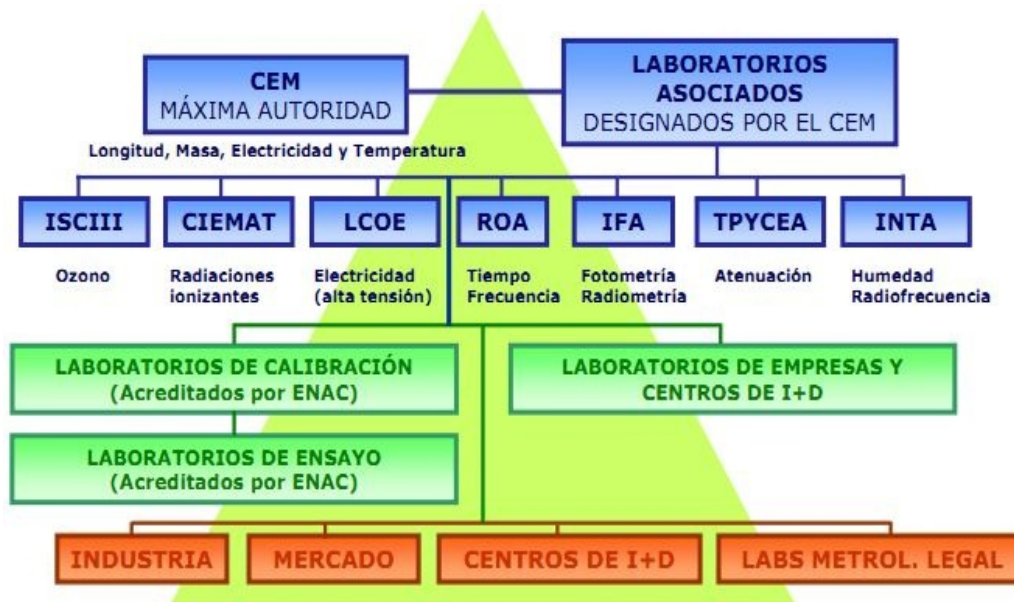 CEM
MÁXIMA AUTORIDAD
LABORATORIOS
ASOCIADOS
DESIGNADOS POR EL CEM
Longitud, Masa, Electricidad y Temperatura
ISCIII
CIEMAT
LCOE
ROA
IFA
TPYCEA
INTA
Ozono
Radiaciones
ionizantes
Electricidad
(alta tensión)
Tiempo
Frecuencia
Fotometría
Radiometría
Atenuación
Humedad
Radiofrecuencia
LABORATORIOS DE CALIBRACIÓN
(Acreditados por ENAC)
LABORATORIOS DE EMPRESAS Y
CENTROS DE I+D
LABORATORIOS DE ENSAYO
(Acreditados por ENAC)
INDUSTRIA
MERCADO
CENTROS DE I+D
LABS METROL. LEGAL